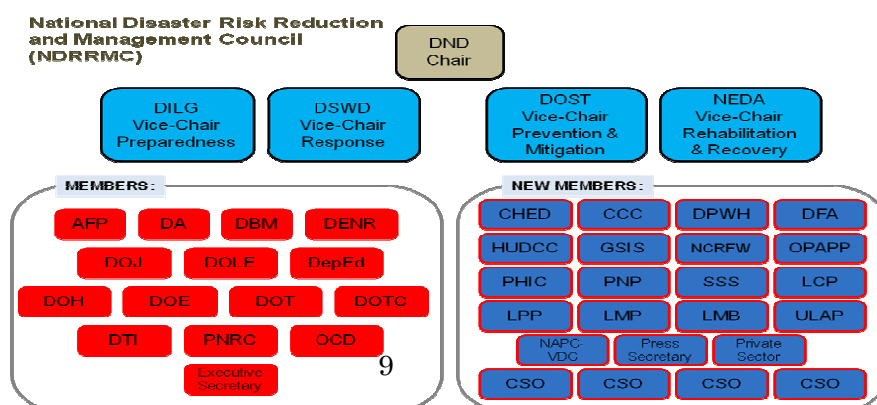 National Disaster Risk Reduction
and Management Council
(NDRRMC)
DND
Chair
DILG
Vice-Chair
Preparedness
DSWD
Vice-Chair
Response
DOST
Vice-Chair
Prevention &
Mitigation
NEDA
Vice-Chair
Rehabilitation
& Recovery
MEMBERS:
AFP DA DBM DENR
DOJ DOLE DepEd
DOH DOE DOT DOTC
DTI PNRC OCD
Executive
Secretary
9
NEW MEMBERS:
CHED CCC DPWH DFA
HUDCC GSIS NCRFW OPAPP
PHIC PNP SSS LCP
LPP LMP LMB ULAP
NAPC-
VDC
Press
Secretary
Private
Sector
CSO CSO CSO CSO